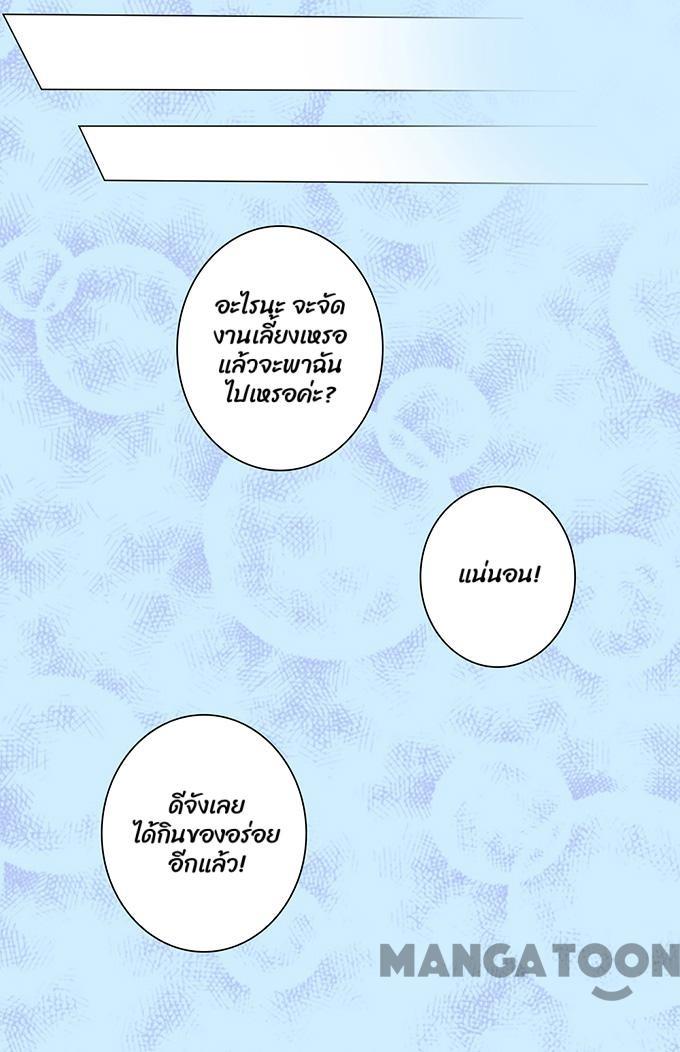 อะไรนะ จะจัด
งานเลี้ยงเหรอ
แล้วจะพาฉัน
ไปเหรอค่ะ?
แน่นอน!
ดีจังเลย
ได้กินของอร่อย
อีกแล้ว!
MANGATOON